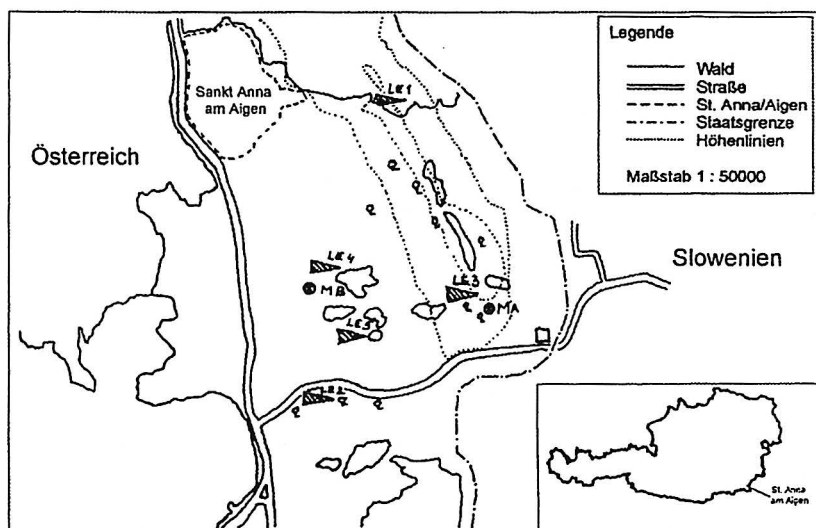 Legende
Wald
Straße
St. Anna/Aigen
Staatsgrenze
Höhenlinien
Maßstab 1 : 50000
Sankt Anna
am Aigen
LE1
Österreich
Slowenien
LE4
MB
LE3
MA
LE5
LE2
St. Anna
am Aigen